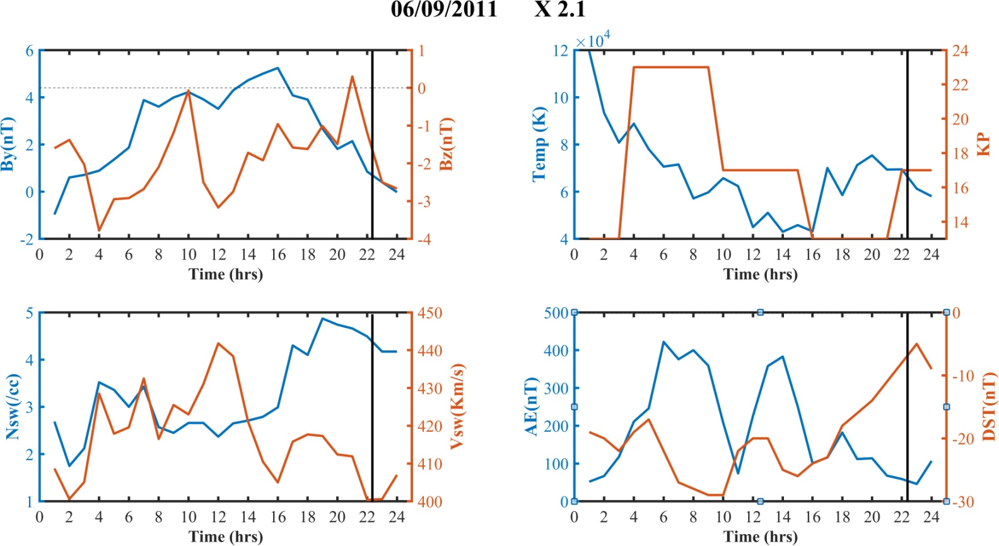 06/09/2011 X 2.1
6
4
2
0
-2
By(nT)
1
0
-1
-2
-3
-4
Bz(nT)
0 2 4 6 8 10 12 14 16 18 20 22 24
Time (hrs)
×10⁴
12
10
8
6
4
Temp (K)
24
22
20
18
16
14
KP
0 2 4 6 8 10 12 14 16 18 20 22 24
Time (hrs)
5
4
3
2
1
Nsw(/cc)
450
440
430
420
410
400
Vsw(Km/s)
0 2 4 6 8 10 12 14 16 18 20 22 24
Time (hrs)
500
400
300
200
100
0
AE(nT)
0
-10
-20
-30
DST(nT)
0 2 4 6 8 10 12 14 16 18 20 22 24
Time (hrs)